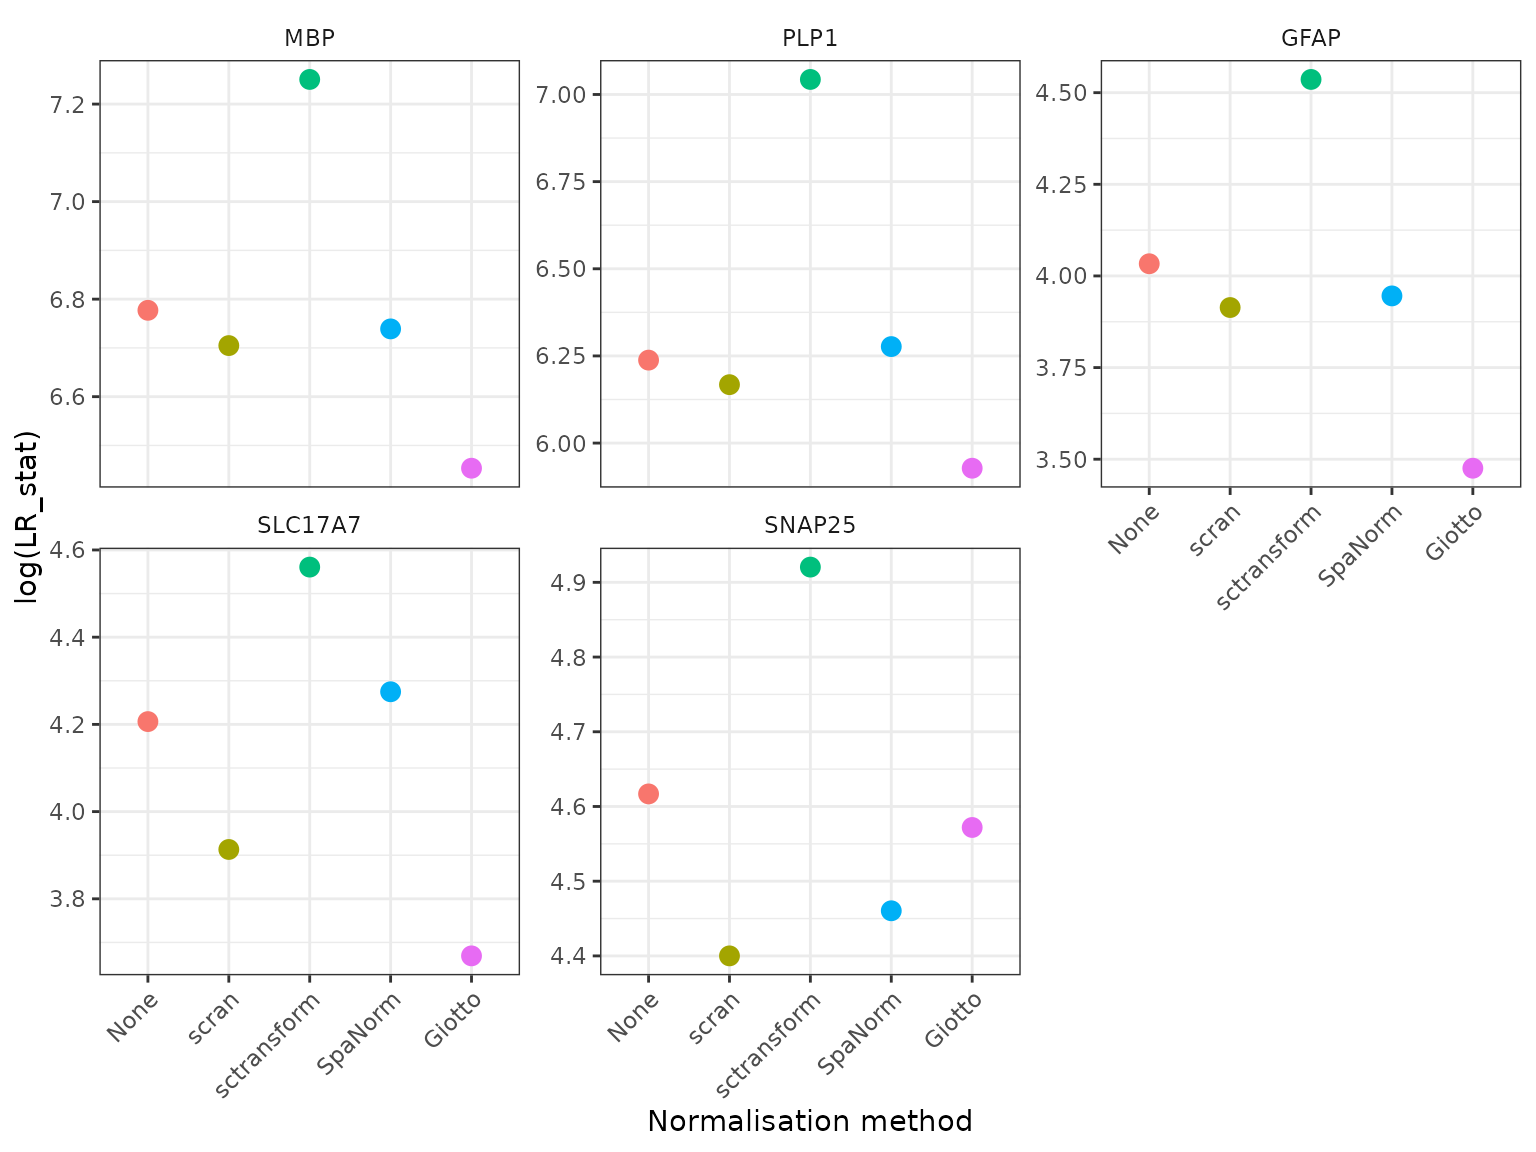 MBP
PLP1
GFAP
7.2
7.0
6.8
6.6
7.00
6.75
6.50
6.25
6.00
4.50
4.25
4.00
3.75
3.50
None
scran
sctransform
SpaNorm
Giotto
log(LR_stat)
SLC17A7
SNAP25
4.6
4.4
4.2
4.0
3.8
4.9
4.8
4.7
4.6
4.5
4.4
None
scran
sctransform
SpaNorm
Giotto
None
scran
sctransform
SpaNorm
Giotto
Normalisation method